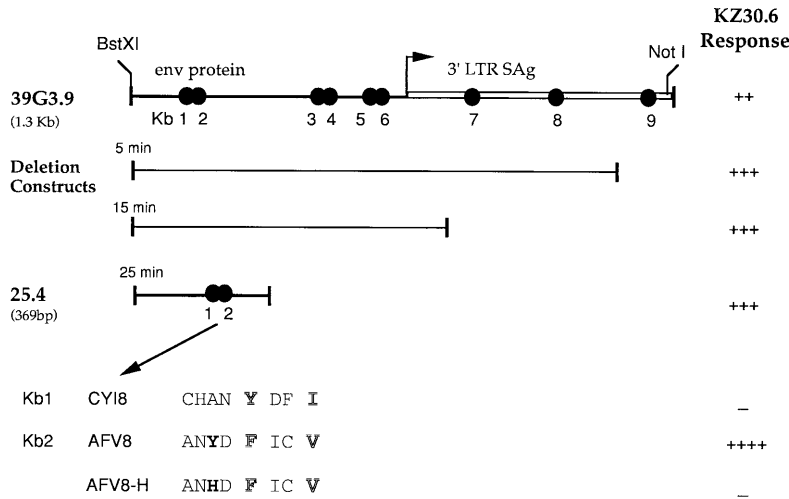 KZ30.6
Response
BstXI
env protein
3' LTR SAg
Not I
39G3.9
(1.3 Kb)
Kb 1 2 3 4 5 6 7 8 9
++
Deletion
Constructs
5 min
+++
15 min
+++
25 min
25.4
(369bp)
1 2
+++
Kb1 CYI8 CHAN Y DF I –
Kb2 AFV8 ANYD F IC V ++++
AFV8-H ANHD F IC V –